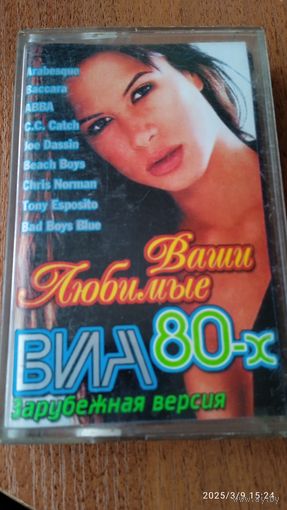 Arabesque
Baccara
ABBA
C.C. Catch
Joe Dassin
Beach Boys
Chris Norman
Tony Esposito
Bad Boys Blue
Ваши
Любимые
ВИА 80-х
Зарубежная версия
2025/3/9 15:24